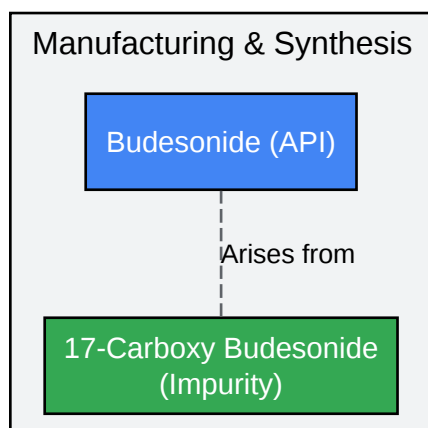 Manufacturing & Synthesis
Budesonide (API)
Arises from
17-Carboxy Budesonide
(Impurity)